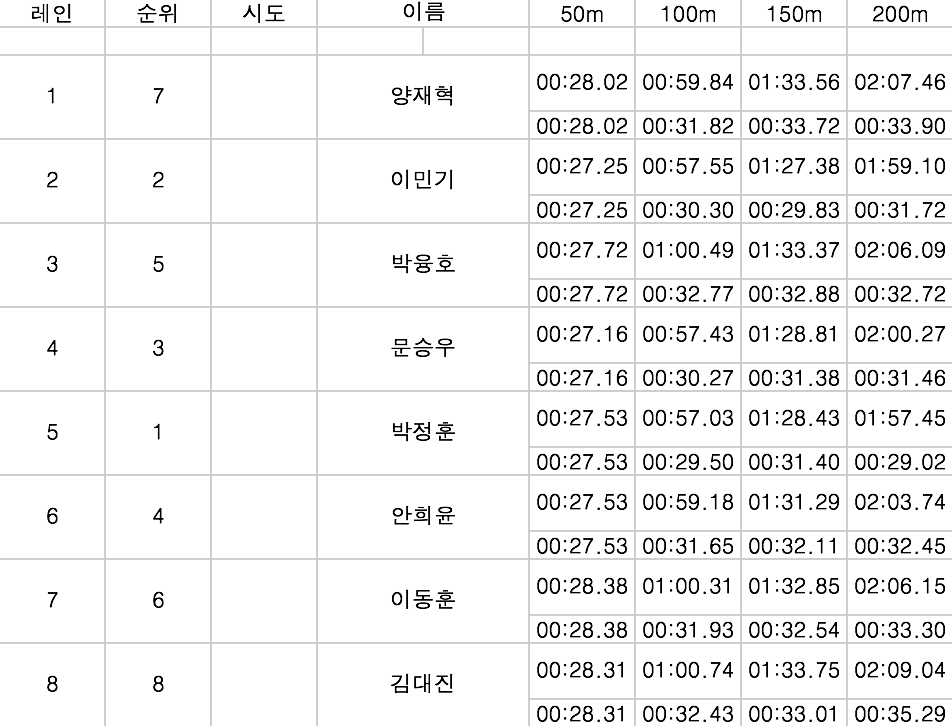 레인 순위 시도 이름 50m 100m 150m 200m
1 7 양재혁 00:28.02 00:59.84 01:33.56 02:07.46
00:28.02 00:31.82 00:33.72 00:33.90
2 2 이민기 00:27.25 00:57.55 01:27.38 01:59.10
00:27.25 00:30.30 00:29.83 00:31.72
3 5 박융호 00:27.72 01:00.49 01:33.37 02:06.09
00:27.72 00:32.77 00:32.88 00:32.72
4 3 문승우 00:27.16 00:57.43 01:28.81 02:00.27
00:27.16 00:30.27 00:31.38 00:31.46
5 1 박정훈 00:27.53 00:57.03 01:28.43 01:57.45
00:27.53 00:29.50 00:31.40 00:29.02
6 4 안희윤 00:27.53 00:59.18 01:31.29 02:03.74
00:27.53 00:31.65 00:32.11 00:32.45
7 6 이동훈 00:28.38 01:00.31 01:32.85 02:06.15
00:28.38 00:31.93 00:32.54 00:33.30
8 8 김대진 00:28.31 01:00.74 01:33.75 02:09.04
00:28.31 00:32.43 00:33.01 00:35.29